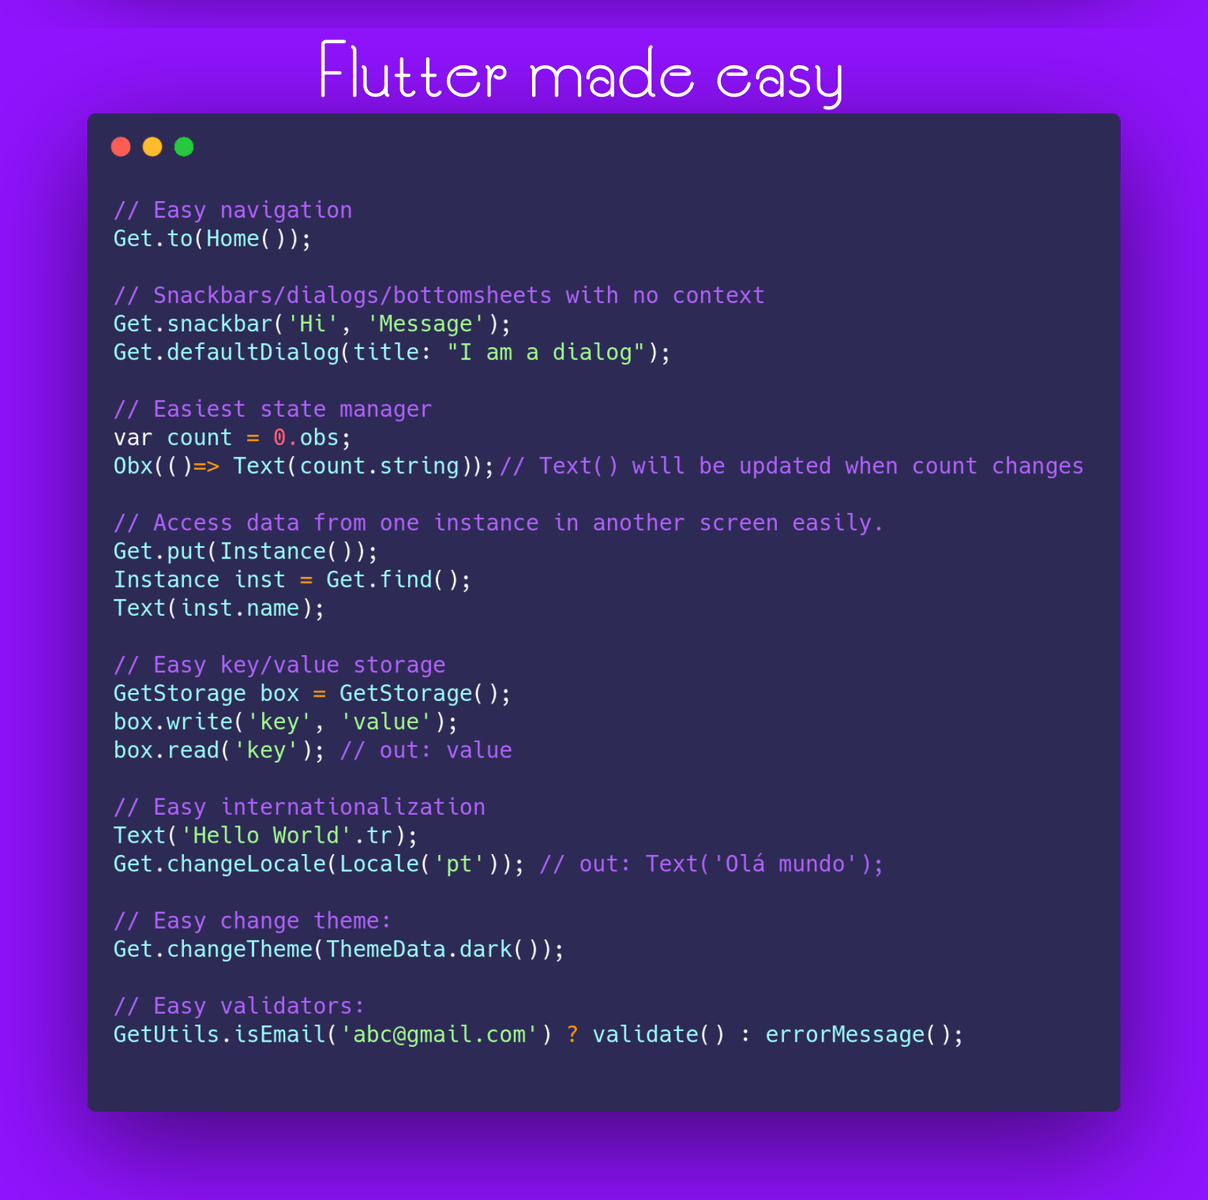 Flutter made easy
// Easy navigation
Get.to(Home());
// Snackbars/dialogs/bottomsheets with no context
Get.snackbar('Hi', 'Message');
Get.defaultDialog(title: "I am a dialog");
// Easiest state manager
var count = 0.obs;
Obx(()=> Text(count.string));// Text() will be updated when count changes
// Access data from one instance in another screen easily.
Get.put(Instance());
Instance inst = Get.find();
Text(inst.name);
// Easy key/value storage
GetStorage box = GetStorage();
box.write('key', 'value');
box.read('key'); // out: value
// Easy internationalization
Text('Hello World'.tr);
Get.changeLocale(Locale('pt')); // out: Text('Olá mundo');
// Easy change theme:
Get.changeTheme(ThemeData.dark());
// Easy validators:
GetUtils.isEmail('abc@gmail.com') ? validate() : errorMessage();